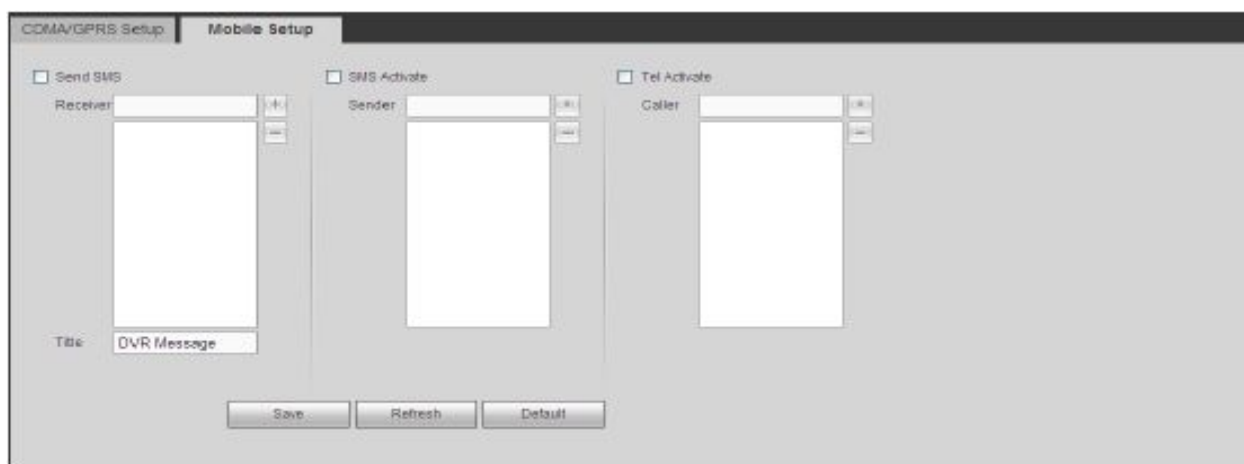 CDMA/GPRS Setup
Mobile Setup
Send SMS
SMS Activate
Tel Activate
Receiver
Sender
Caller
Title
DVR Message
Save
Refresh
Default